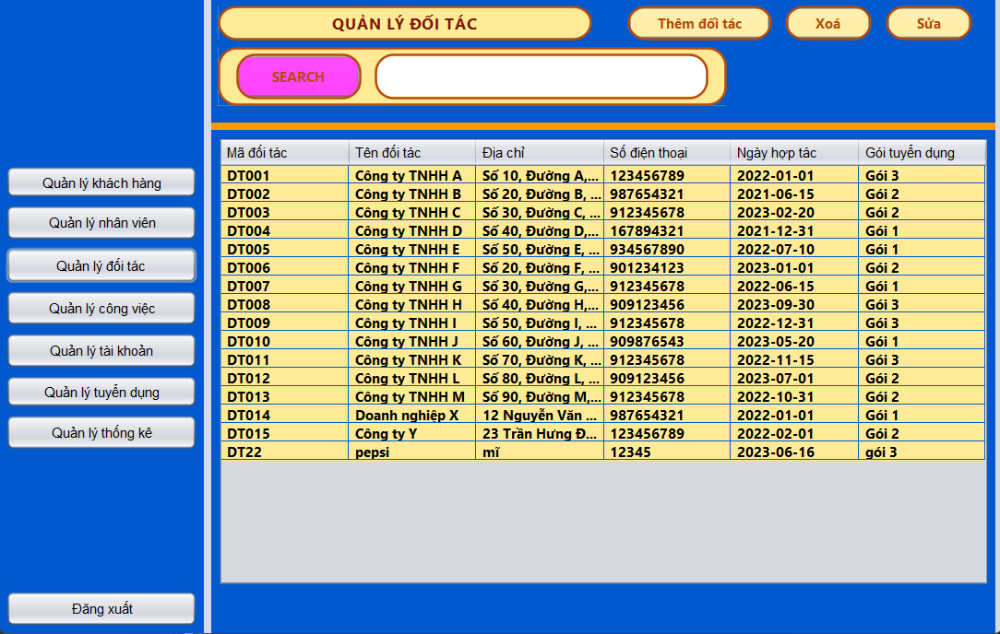 QUẢN LÝ ĐỐI TÁC
Thêm đối tác
Xoá
Sửa
SEARCH
Quản lý khách hàng
Quản lý nhân viên
Quản lý đối tác
Quản lý công việc
Quản lý tài khoản
Quản lý tuyển dụng
Quản lý thống kê
Đăng xuất
Mã đối tác Tên đối tác Địa chỉ Số điện thoại Ngày hợp tác Gói tuyển dụng
DT001 Công ty TNHH A Số 10, Đường A,... 123456789 2022-01-01 Gói 3
DT002 Công ty TNHH B Số 20, Đường B, ... 987654321 2021-06-15 Gói 2
DT003 Công ty TNHH C Số 30, Đường C, ... 912345678 2023-02-20 Gói 2
DT004 Công ty TNHH D Số 40, Đường D,... 167894321 2021-12-31 Gói 1
DT005 Công ty TNHH E Số 50, Đường E, ... 934567890 2022-07-10 Gói 1
DT006 Công ty TNHH F Số 20, Đường F, ... 901234123 2023-01-01 Gói 2
DT007 Công ty TNHH G Số 30, Đường G,... 912345678 2022-06-15 Gói 1
DT008 Công ty TNHH H Số 40, Đường H,... 909123456 2023-09-30 Gói 3
DT009 Công ty TNHH I Số 50, Đường I, ... 912345678 2022-12-31 Gói 3
DT010 Công ty TNHH J Số 60, Đường J, ... 909876543 2023-05-20 Gói 1
DT011 Công ty TNHH K Số 70, Đường K, ... 912345678 2022-11-15 Gói 3
DT012 Công ty TNHH L Số 80, Đường L, ... 909123456 2023-07-01 Gói 2
DT013 Công ty TNHH M Số 90, Đường M,... 912345678 2022-10-31 Gói 2
DT014 Doanh nghiệp X 12 Nguyễn Văn ... 987654321 2022-01-01 Gói 1
DT015 Công ty Y 23 Trần Hưng Đ... 123456789 2022-02-01 Gói 2
DT22 pepsi mĩ 12345 2023-06-16 gói 3